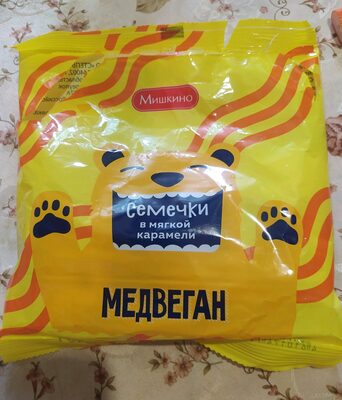 Мишкино
Семечки
в мягкой
карамели
МЕДВЕГАН